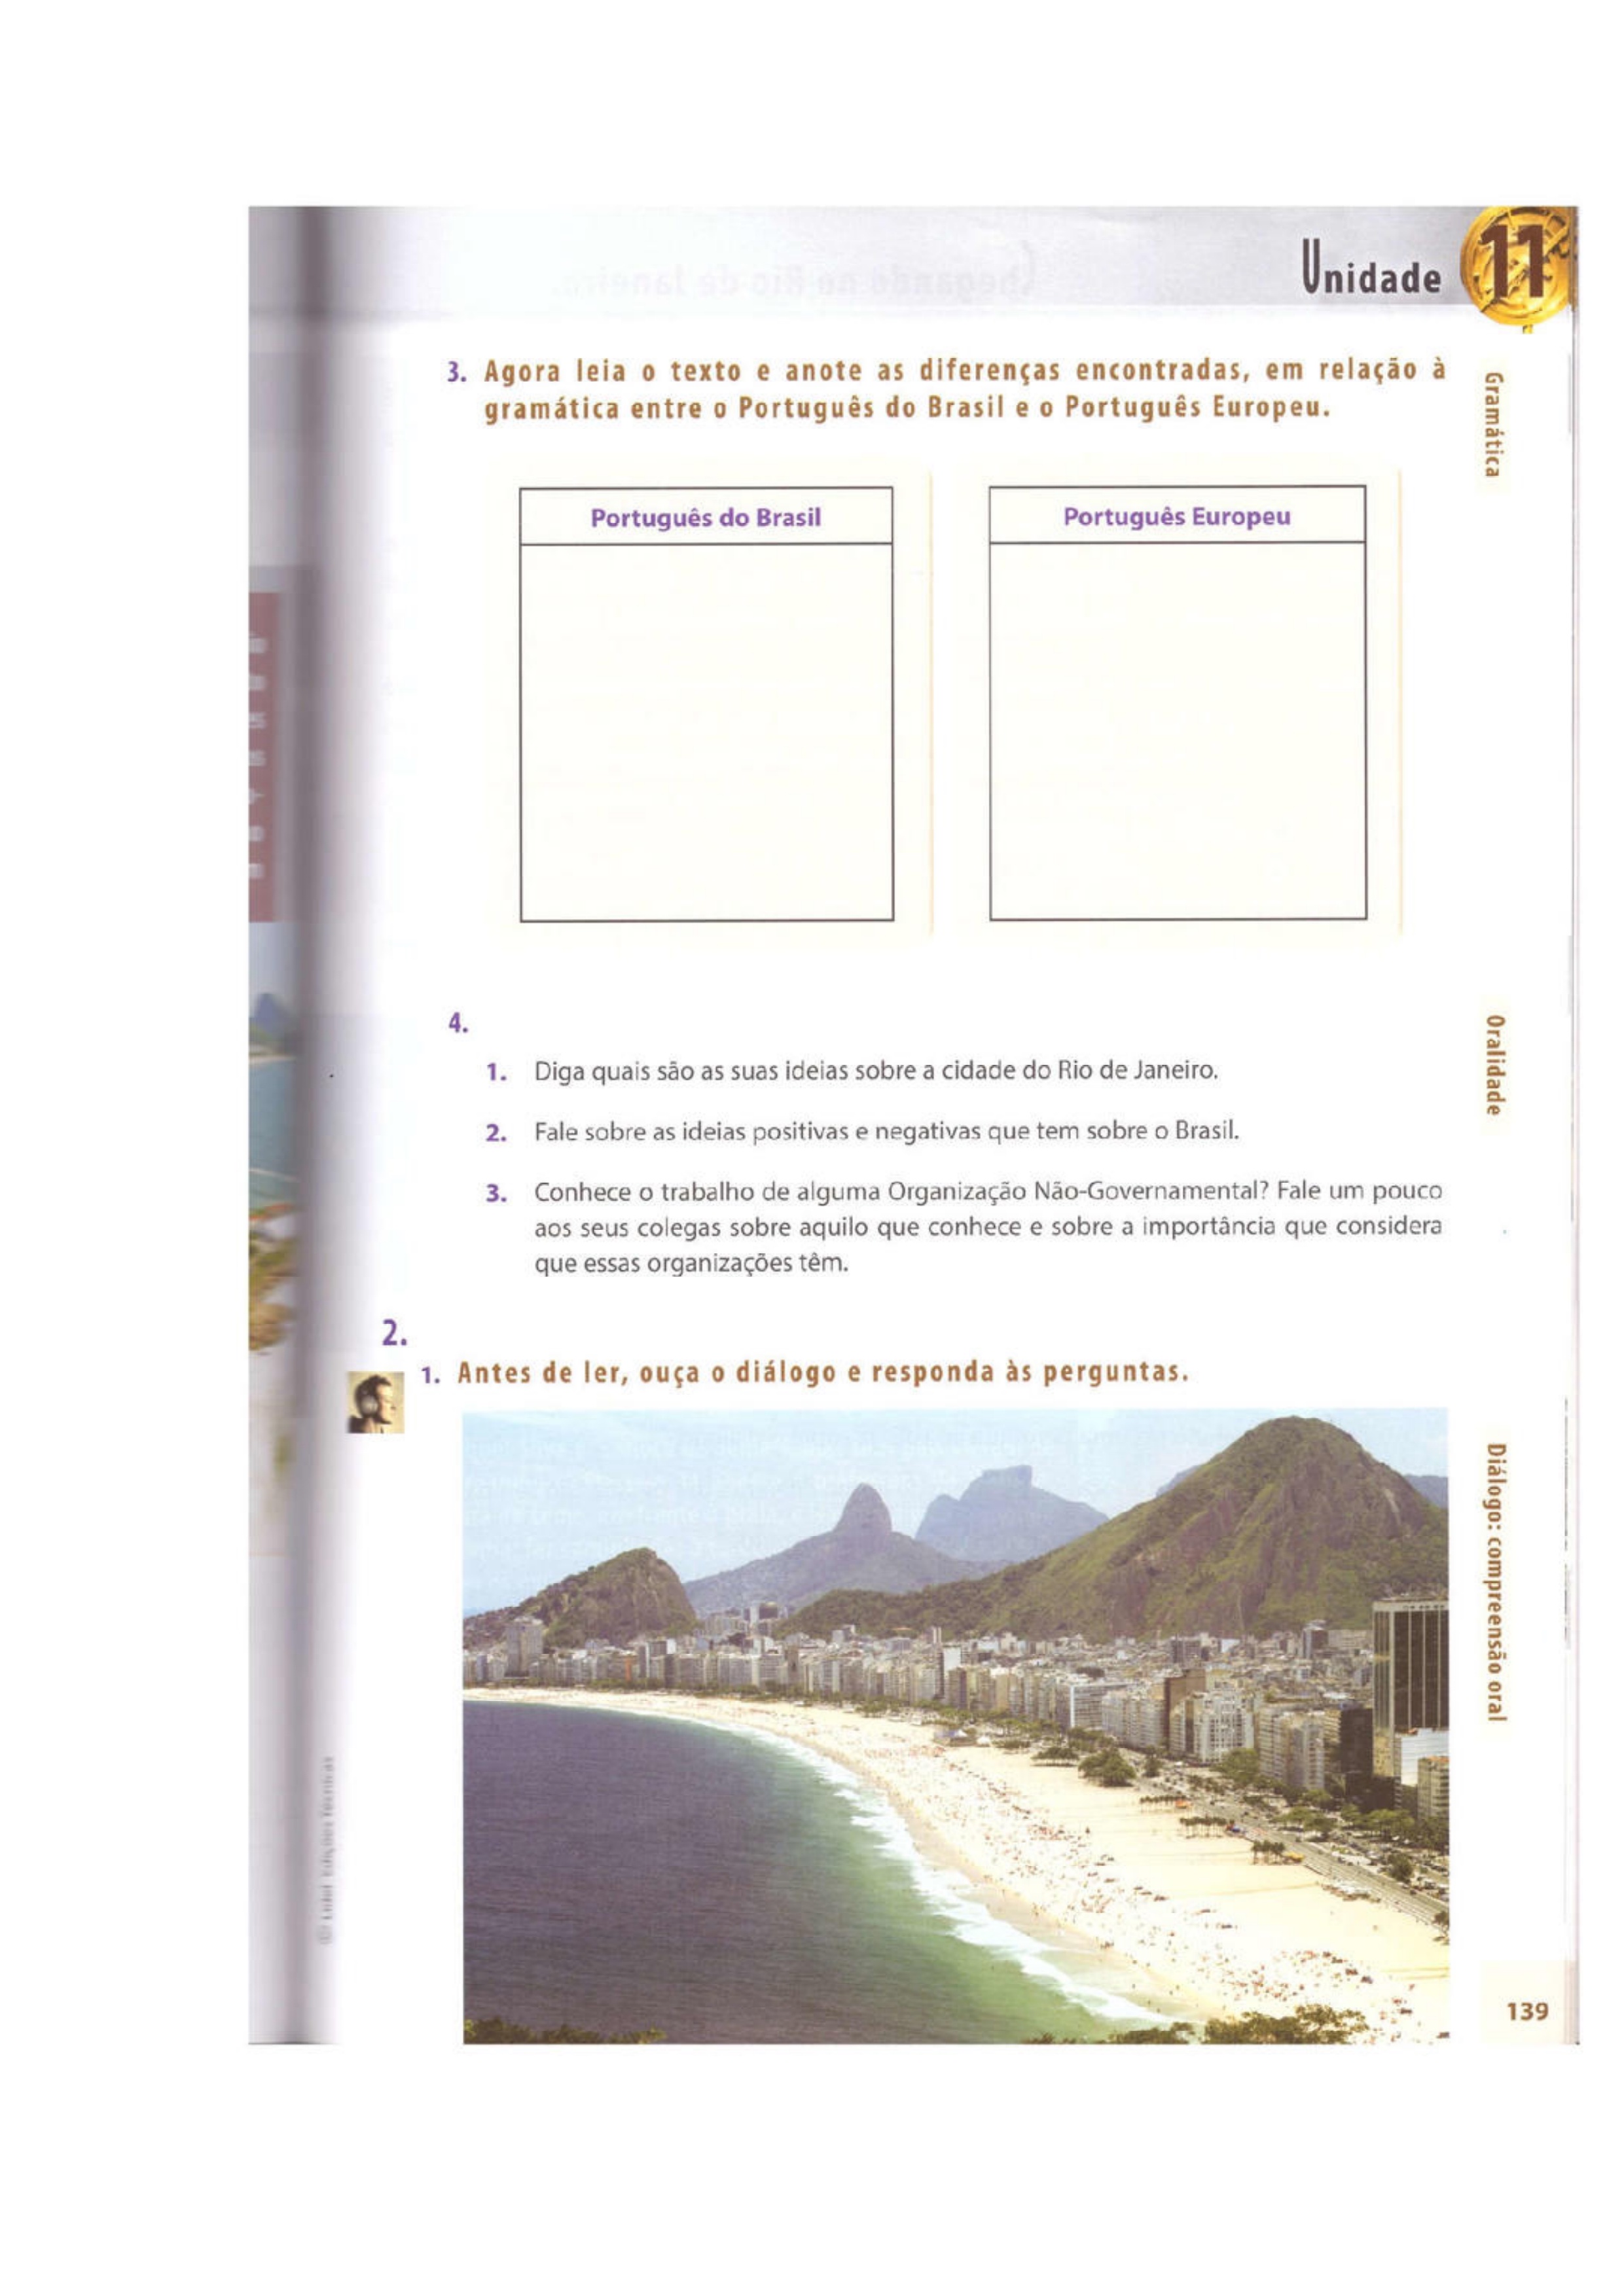 Unidade 11
3. Agora leia o texto e anote as diferenças encontradas, em relação à
gramática entre o Português do Brasil e o Português Europeu.
Gramática
Português do Brasil
Português Europeu
4.
Oralidade
1. Diga quais são as suas ideias sobre a cidade do Rio de Janeiro.
2. Fale sobre as ideias positivas e negativas que tem sobre o Brasil.
3. Conhece o trabalho de alguma Organização Não-Governamental? Fale um pouco
aos seus colegas sobre aquilo que conhece e sobre a importância que considera
que essas organizações têm.
2.
1. Antes de ler, ouça o diálogo e responda às perguntas.
Diálogo: compreensão oral
© Lidel Edições Técnicas
139